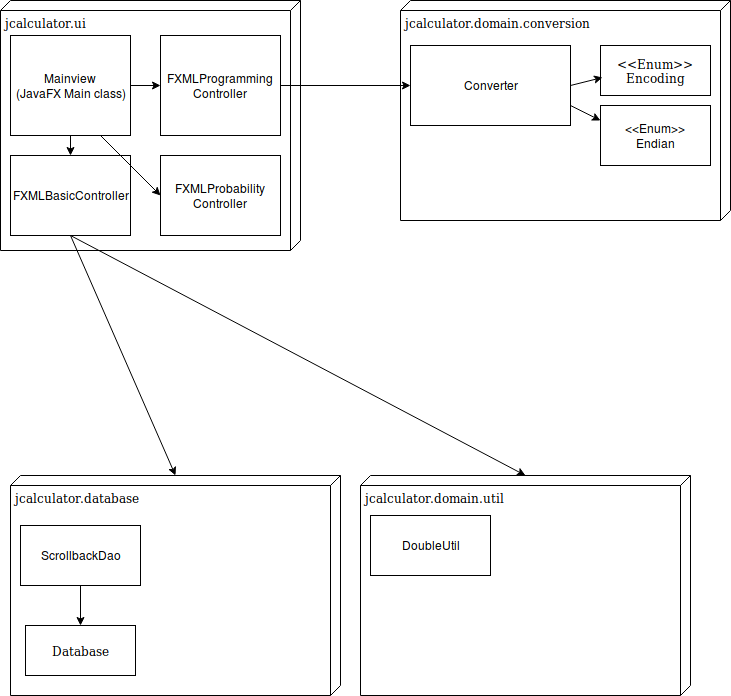 jcalculator.ui
Mainview
(JavaFX Main class)
FXMLProgramming
Controller
FXMLBasicController
FXMLProbability
Controller
jcalculator.domain.conversion
Converter
<<Enum>>
Encoding
<<Enum>>
Endian
jcalculator.database
ScrollbackDao
Database
jcalculator.domain.util
DoubleUtil